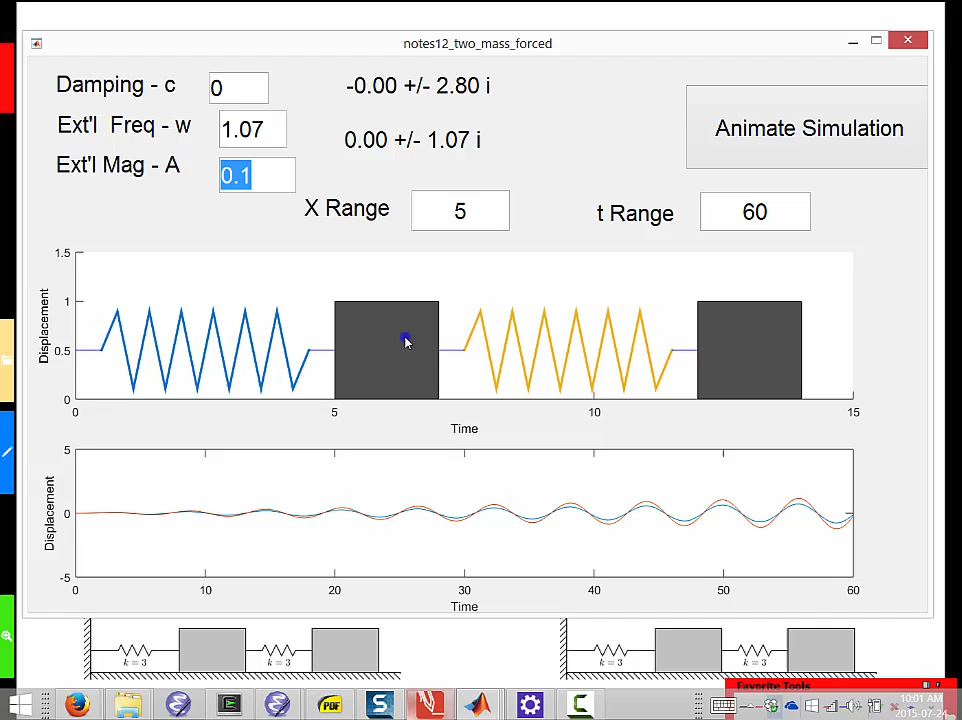 notes12_two_mass_forced
Damping - c
0
-0.00 +/- 2.80 i
Ext'l Freq - w
1.07
0.00 +/- 1.07 i
Animate Simulation
Ext'l Mag - A
0.1
X Range
5
t Range
60
1.5
1
0.5
0
Displacement
0
5
10
15
Time
5
0
-5
Displacement
0
10
20
30
40
50
60
Time
k = 3
k = 3
k = 3
k = 3
Favorite Tools
PDF
S
C
10:01 AM
2015-07-24